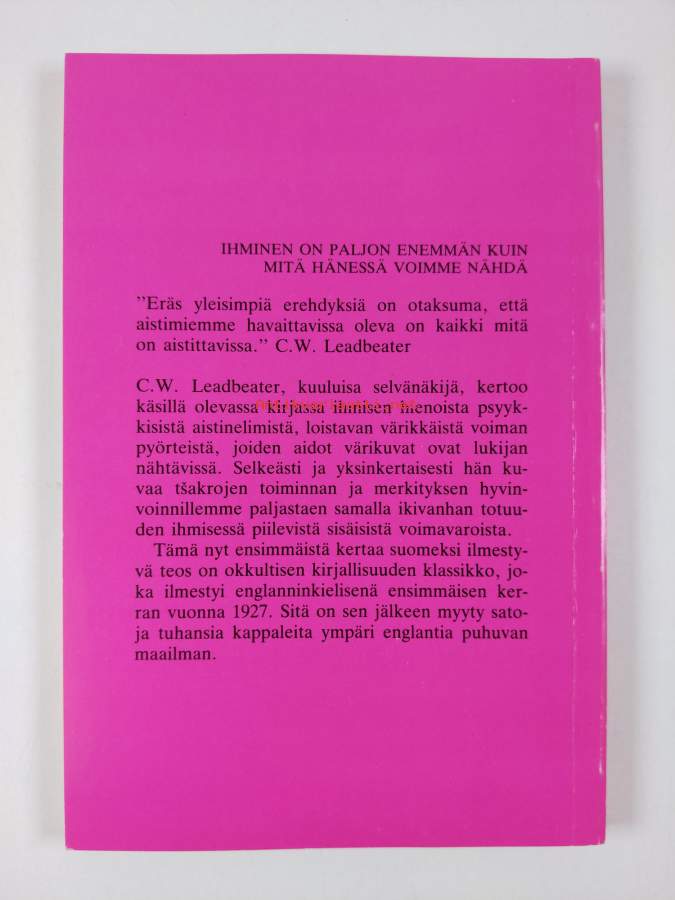 IHMINEN ON PALJON ENEMMÄN KUIN
MITÄ HÄNESSÄ VOIMME NÄHDÄ
”Eräs yleisimpiä erehdyksiä on otaksuma, että
aistimiemme havaittavissa oleva on kaikki mitä
on aistittavissa.” C.W. Leadbeater
C.W. Leadbeater, kuuluisa selvänäkijä, kertoo
käsillä olevassa kirjassa ihmisen hienoista psyyk-
kisistä aistinelimistä, loistavan värikkäistä voiman
pyörteistä, joiden aidot värikuvat ovat lukijan
nähtävissä. Selkeästi ja yksinkertaisesti hän ku-
vaa tšakrojen toiminnan ja merkityksen hyvin-
voinnillemme paljastaen samalla ikivanhan totuu-
den ihmisessä piilevistä sisäisistä voimavaroista.
Tämä nyt ensimmäistä kertaa suomeksi ilmesty-
vä teos on okkultisen kirjallisuuden klassikko, jo-
ka ilmestyi englanninkielisenä ensimmäisen ker-
ran vuonna 1927. Sitä on sen jälkeen myyty sato-
ja tuhansia kappaleita ympäri englantia puhuvan
maailman.